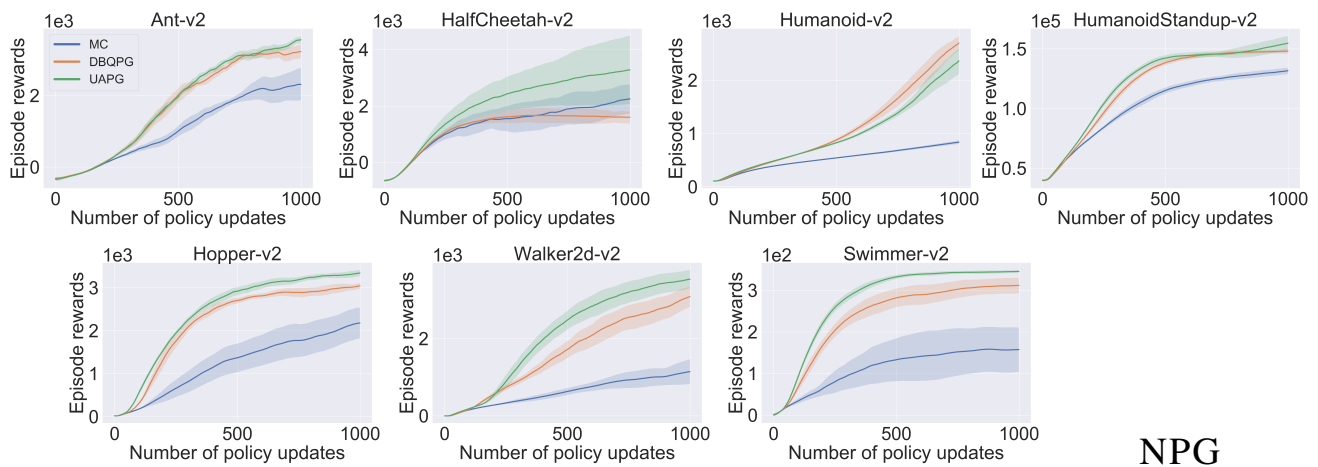 1e3 Ant-v2
Episode rewards
MC
DBQPG
UAPG
2
0
0 500 1000
Number of policy updates
1e3 HalfCheetah-v2
Episode rewards
4
2
0
0 500 1000
Number of policy updates
1e3 Humanoid-v2
Episode rewards
2
1
0
0 500 1000
Number of policy updates
1e5 HumanoidStandup-v2
Episode rewards
1.5
1.0
0.5
0 500 1000
Number of policy updates
1e3 Hopper-v2
Episode rewards
3
2
1
0
0 500 1000
Number of policy updates
1e3 Walker2d-v2
Episode rewards
2
0
0 500 1000
Number of policy updates
1e2 Swimmer-v2
Episode rewards
3
2
1
0
0 500 1000
Number of policy updates
NPG